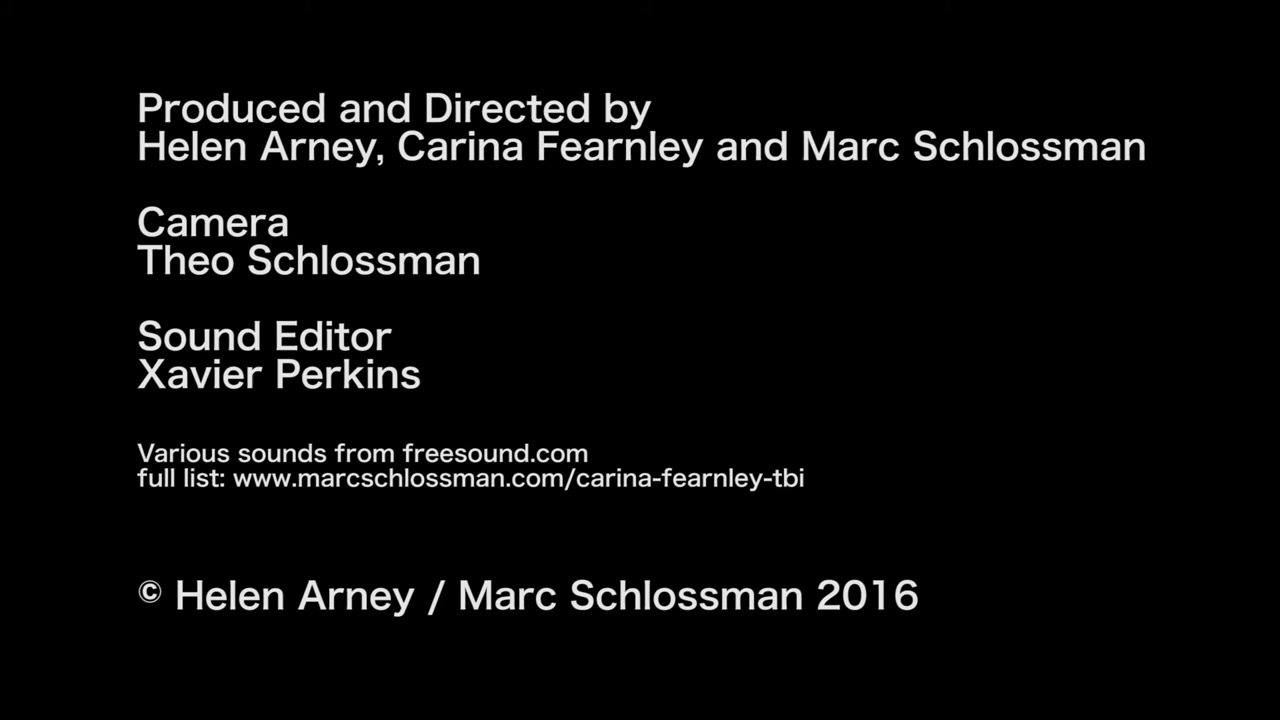 Produced and Directed by
Helen Arney, Carina Fearnley and Marc Schlossman
Camera
Theo Schlossman
Sound Editor
Xavier Perkins
Various sounds from freesound.com
full list: www.marcschlossman.com/carina-fearnley-tbi
© Helen Arney / Marc Schlossman 2016